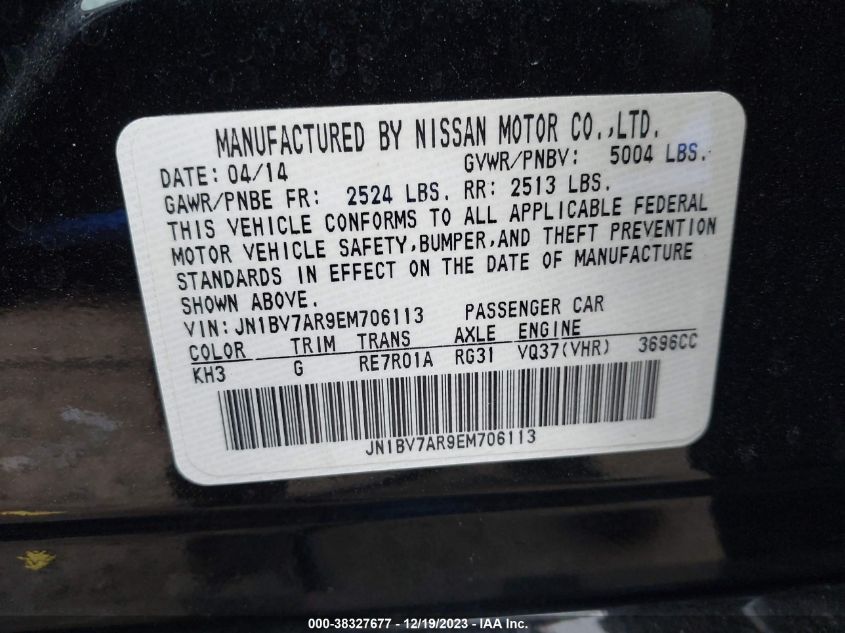 MANUFACTURED BY NISSAN MOTOR CO.,LTD.
DATE: 04/14 GVWR/PNBV: 5004 LBS.
GAWR/PNBE FR: 2524 LBS. RR: 2513 LBS.
THIS VEHICLE CONFORMS TO ALL APPLICABLE FEDERAL
MOTOR VEHICLE SAFETY,BUMPER,AND THEFT PREVENTION
STANDARDS IN EFFECT ON THE DATE OF MANUFACTURE
SHOWN ABOVE.
VIN: JN1BV7AR9EM706113 PASSENGER CAR
COLOR TRIM TRANS AXLE ENGINE
KH3 G RE7R01A RG31 VQ37(VHR) 3696CC
JN1BV7AR9EM706113
000-38327677 - 12/19/2023 - IAA Inc.